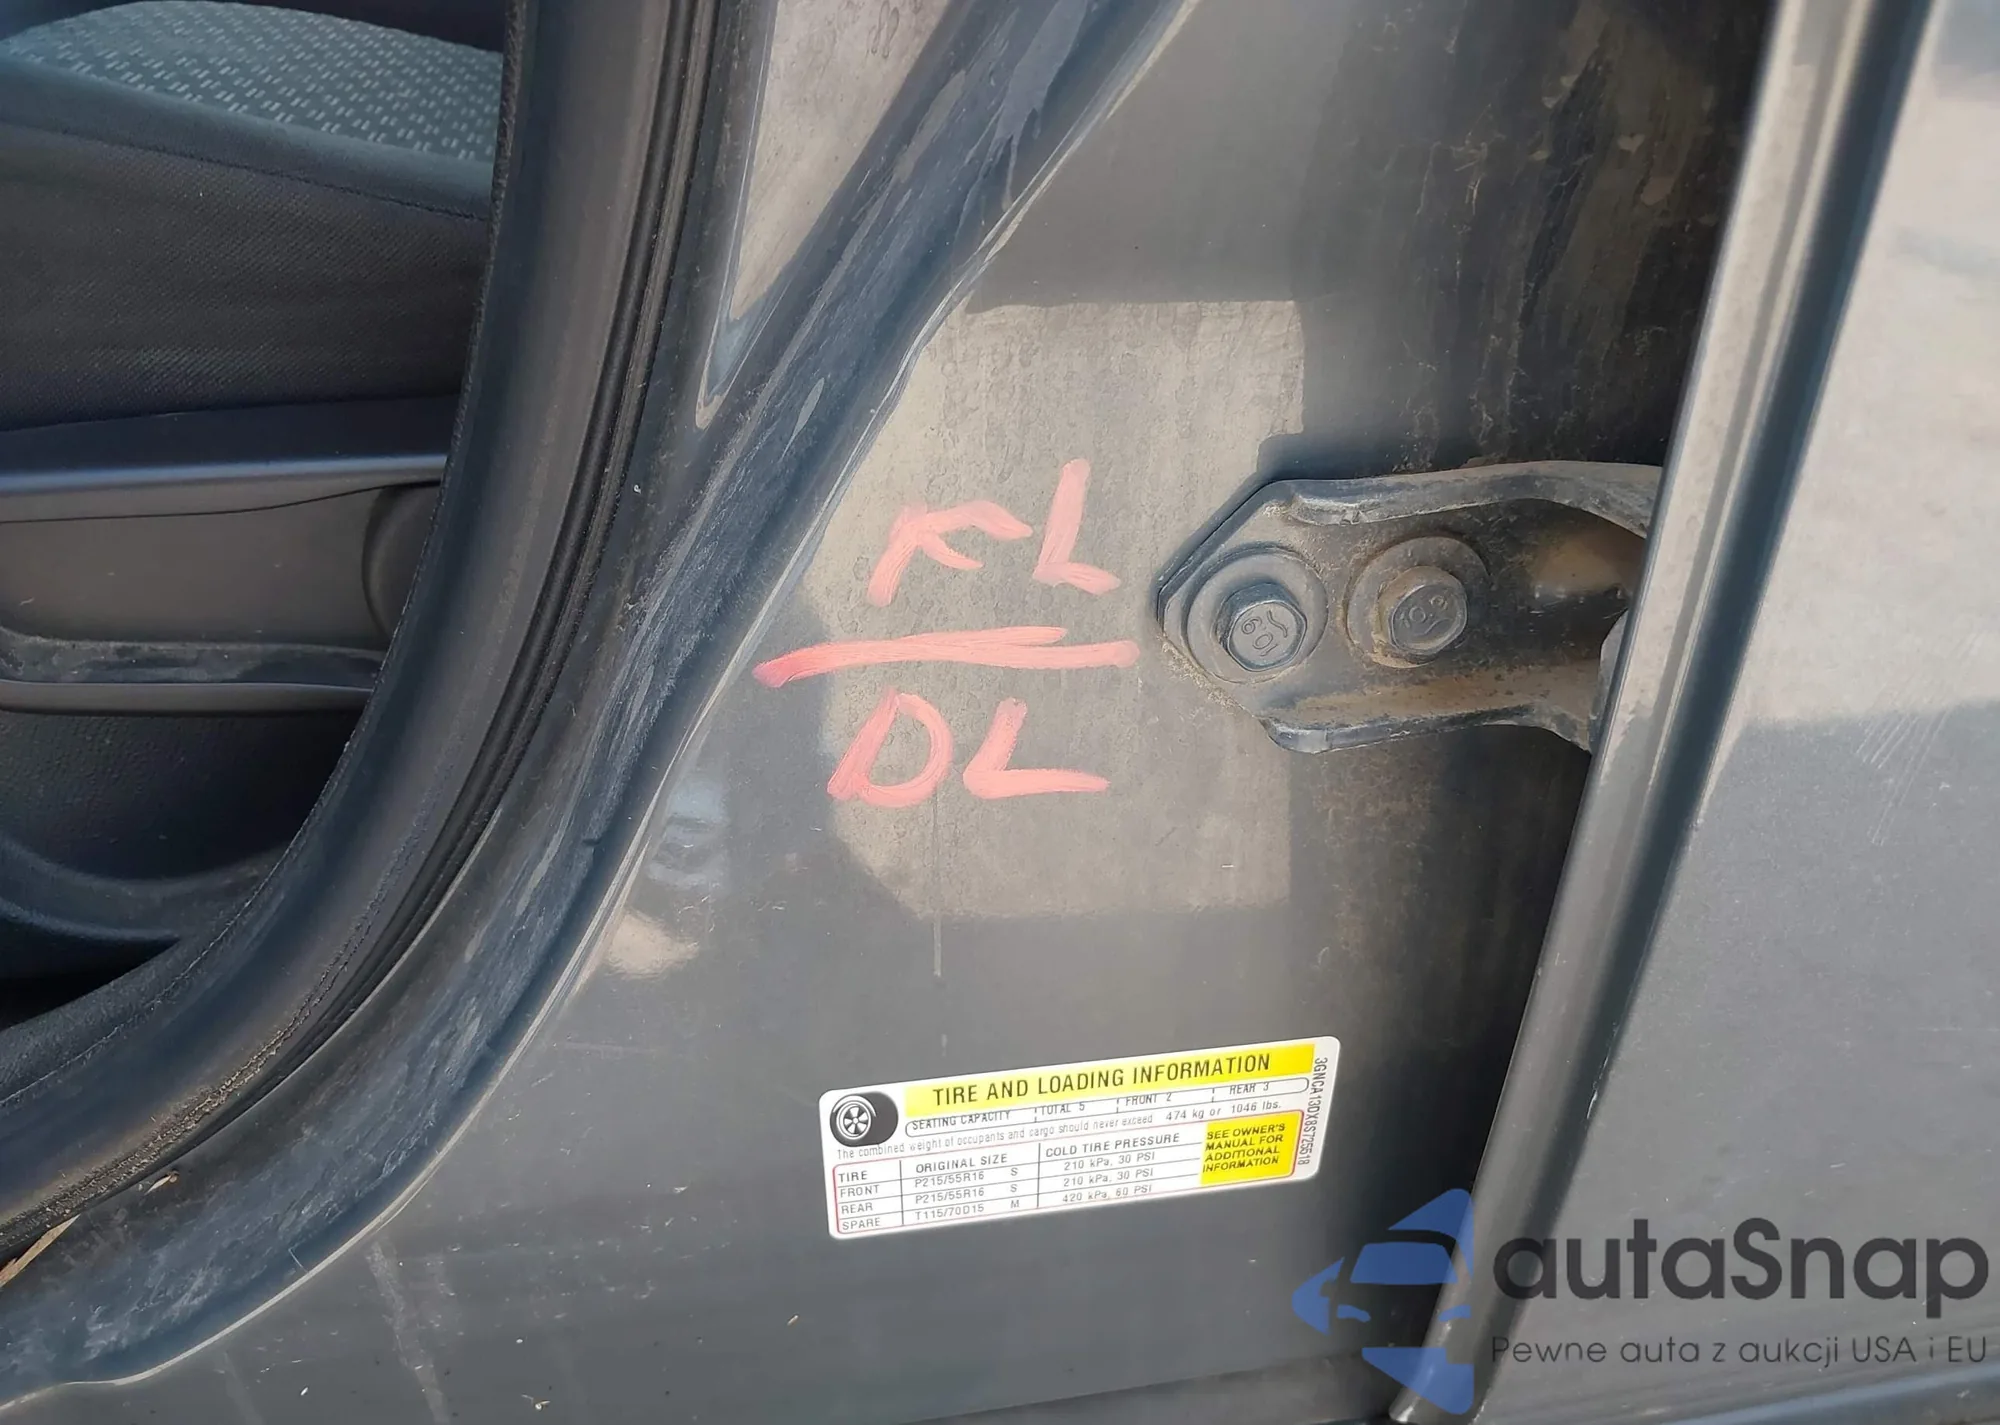 FL
DL
601
10.9
TIRE AND LOADING INFORMATION
SEATING CAPACITY TOTAL 5 FRONT 2 REAR 3
The combined weight of occupants and cargo should never exceed 474 kg or 1046 lbs.
TIRE ORIGINAL SIZE COLD TIRE PRESSURE
FRONT P215/55R16 S 210 kPa, 30 PSI
REAR P215/55R16 S 210 kPa, 30 PSI
SPARE T115/70D15 M 420 kPa, 60 PSI
SEE OWNER'S
MANUAL FOR
ADDITIONAL
INFORMATION
autaSnap
Pewne auta z aukcji USA i EU